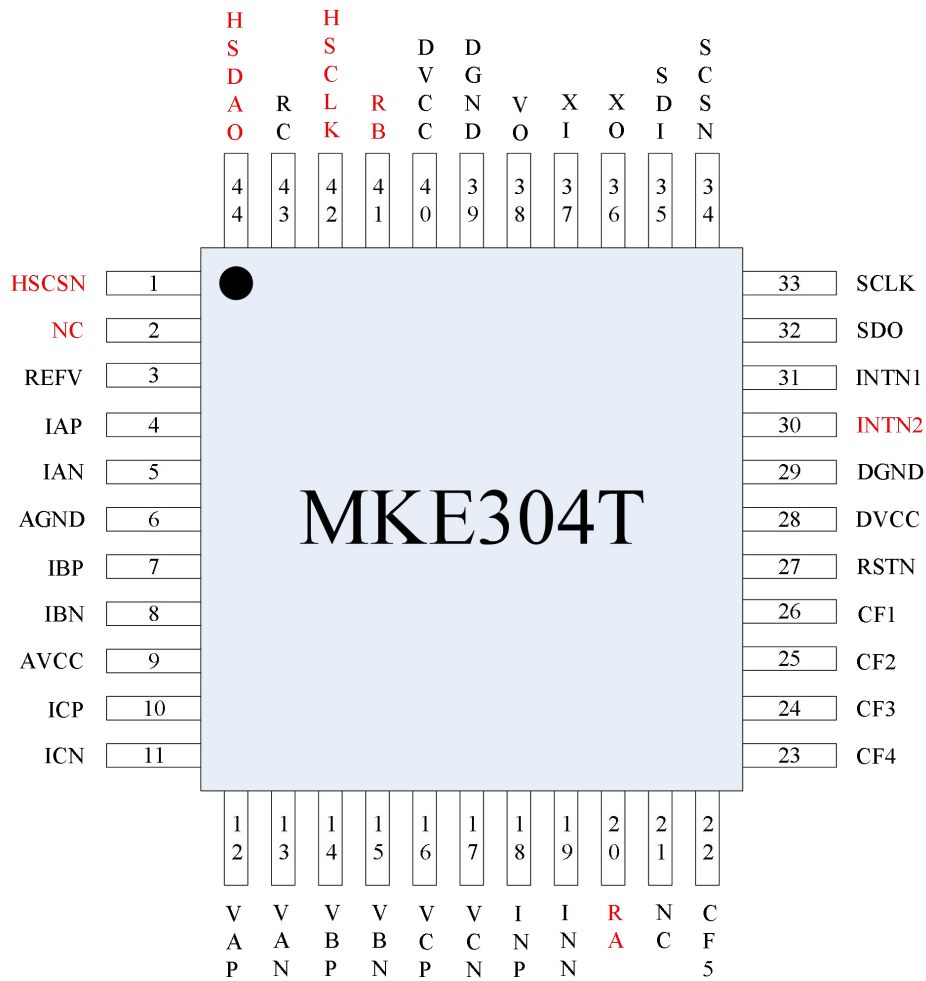 HSDAO
RC
HSCLK
RB
DVCC
DGND
VO
XI
XO
SDI
SCSN
44
43
42
41
40
39
38
37
36
35
34
HSCSN 1
NC 2
REFV 3
IAP 4
IAN 5
AGND 6
IBP 7
IBN 8
AVCC 9
ICP 10
ICN 11
MKE304T
33 SCLK
32 SDO
31 INTN1
30 INTN2
29 DGND
28 DVCC
27 RSTN
26 CF1
25 CF2
24 CF3
23 CF4
12
13
14
15
16
17
18
19
20
21
22
VAP
VAN
VBP
VBN
VCP
VCN
INP
INN
RA
NC
CF5